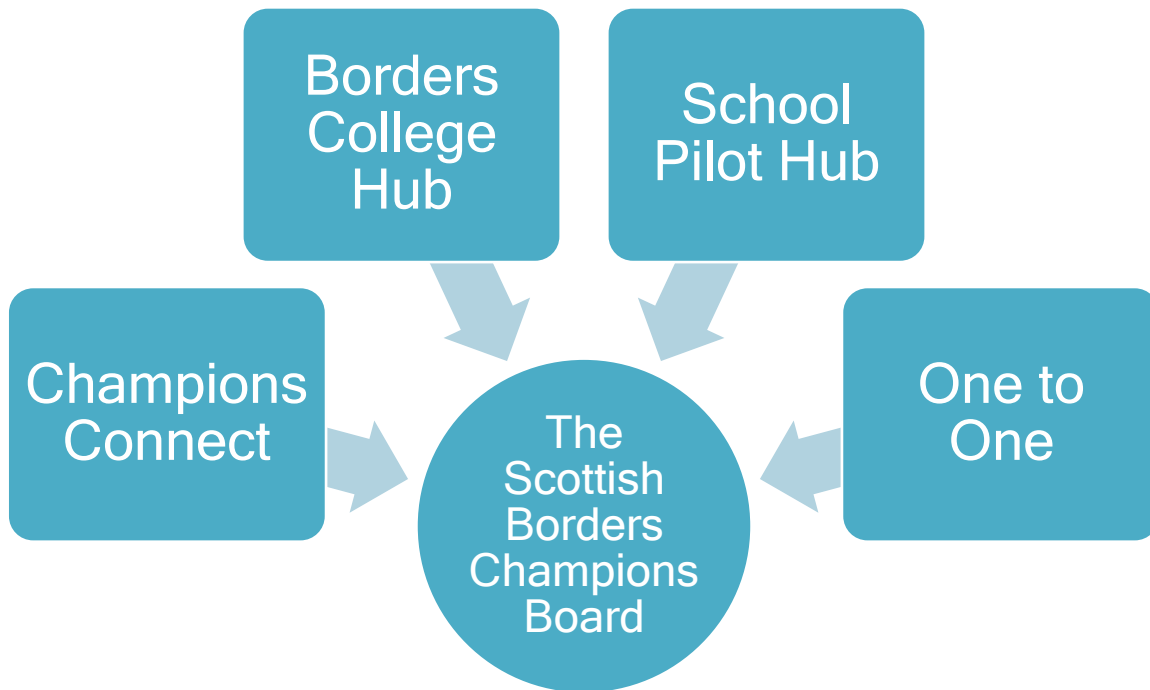 Borders
College
Hub
School
Pilot Hub
Champions
Connect
One to
One
The
Scottish
Borders
Champions
Board